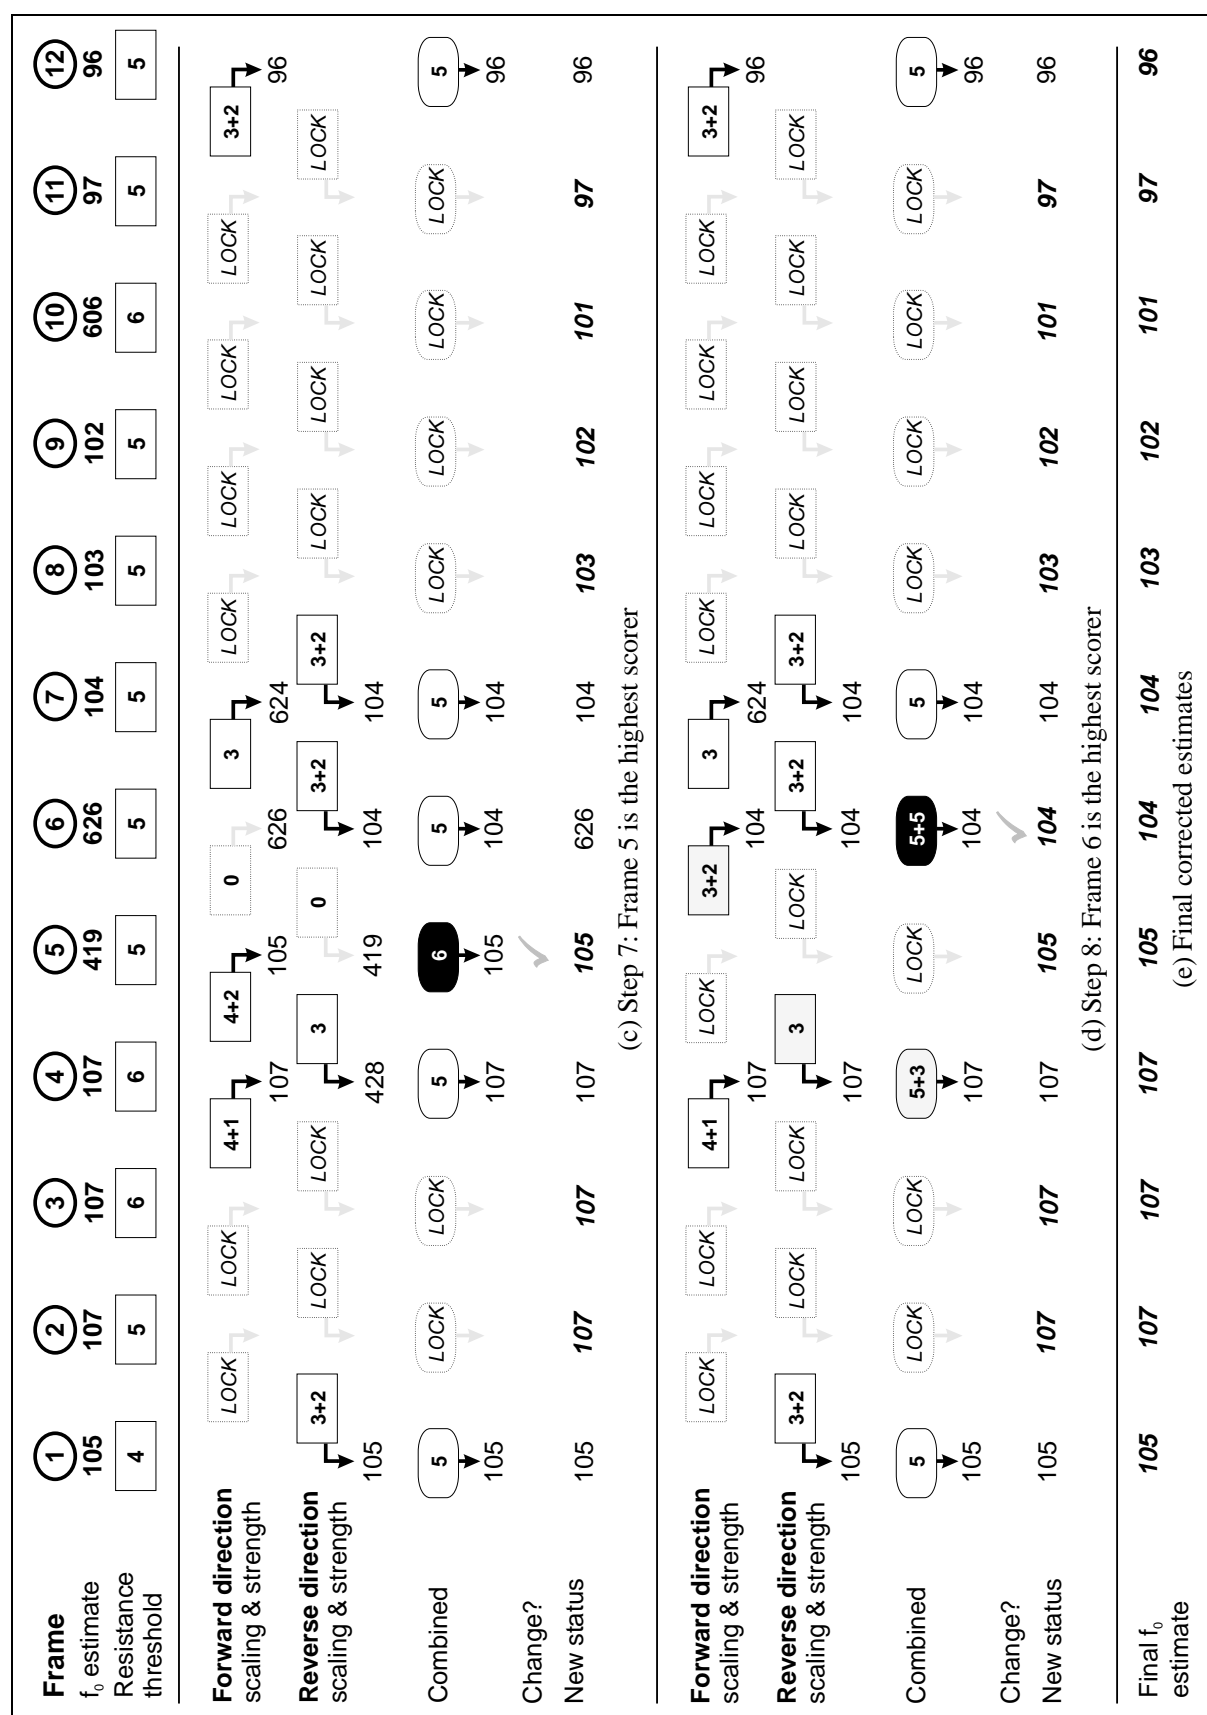 Frame 1 2 3 4 5 6 7 8 9 10 11 12
f0 estimate 105 107 107 107 419 626 104 103 102 606 97 96
Resistance threshold 4 5 6 6 5 5 5 5 5 6 5 5
Forward direction LOCK LOCK 4+1 4+2 0 3 LOCK LOCK LOCK LOCK 3+2
scaling & strength 107 105 626 624 96
Reverse direction 3+2 LOCK LOCK 3 0 3+2 3+2 LOCK LOCK LOCK LOCK
scaling & strength 105 428 419 104 104
Combined 5 LOCK LOCK 5 6 5 5 LOCK LOCK LOCK LOCK 5
105 107 105 104 104 96
Change?
New status 105 107 107 107 105 626 104 103 102 101 97 96
(c) Step 7: Frame 5 is the highest scorer
Forward direction LOCK LOCK 4+1 LOCK 3+2 3 LOCK LOCK LOCK LOCK 3+2
scaling & strength 107 104 624 96
Reverse direction 3+2 LOCK LOCK 3 LOCK 3+2 3+2 LOCK LOCK LOCK LOCK
scaling & strength 105 107 104 104
Combined 5 LOCK LOCK 5+3 LOCK 5+5 5 LOCK LOCK LOCK LOCK 5
105 107 104 104 96
Change?
New status 105 107 107 107 105 104 104 103 102 101 97 96
(d) Step 8: Frame 6 is the highest scorer
Final f0 estimate 105 107 107 107 105 104 104 103 102 101 97 96
(e) Final corrected estimates